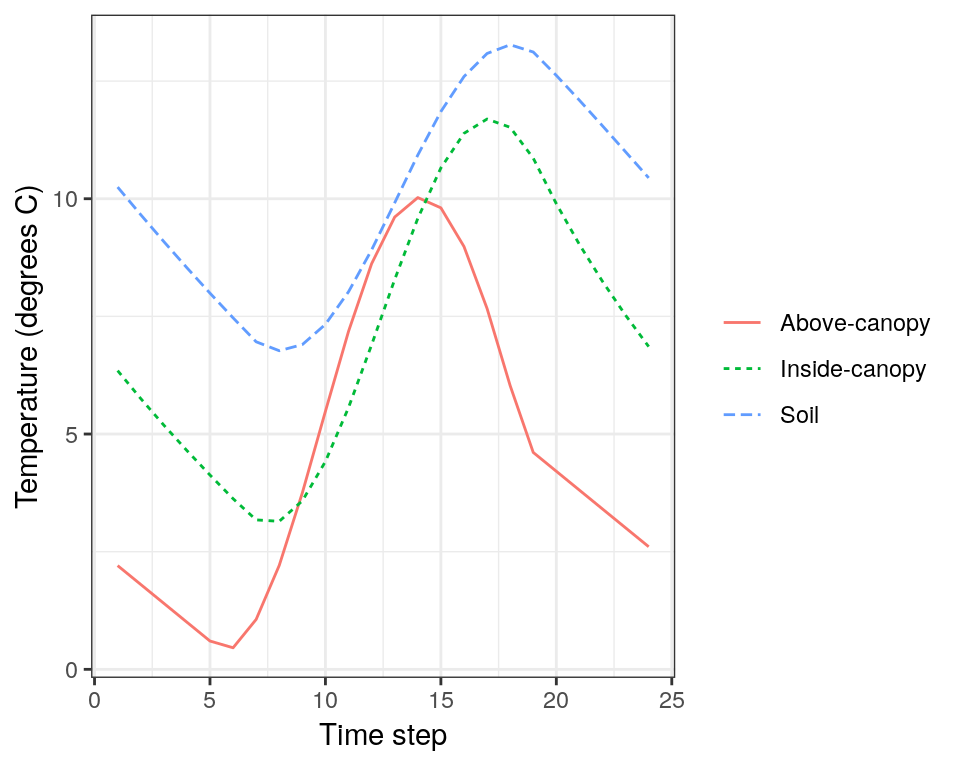 Temperature (degrees C)
10
5
0
0 5 10 15 20 25
Time step
Above-canopy
Inside-canopy
Soil